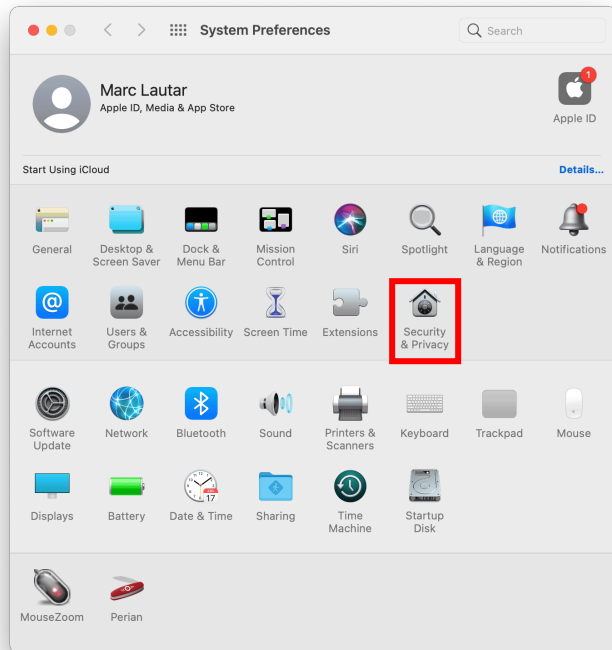 System Preferences
Search
Marc Lautar
Apple ID, Media & App Store
1
Apple ID
Start Using iCloud
Details...
General
Desktop &
Screen Saver
Dock &
Menu Bar
Mission
Control
Siri
Spotlight
Language
& Region
Notifications
@
Internet
Accounts
Users &
Groups
Accessibility
Screen Time
Extensions
Security
& Privacy
Software
Update
Network
Bluetooth
Sound
Printers &
Scanners
Keyboard
Trackpad
Mouse
Displays
Battery
17
Date & Time
Sharing
Time
Machine
Startup
Disk
MouseZoom
Perian